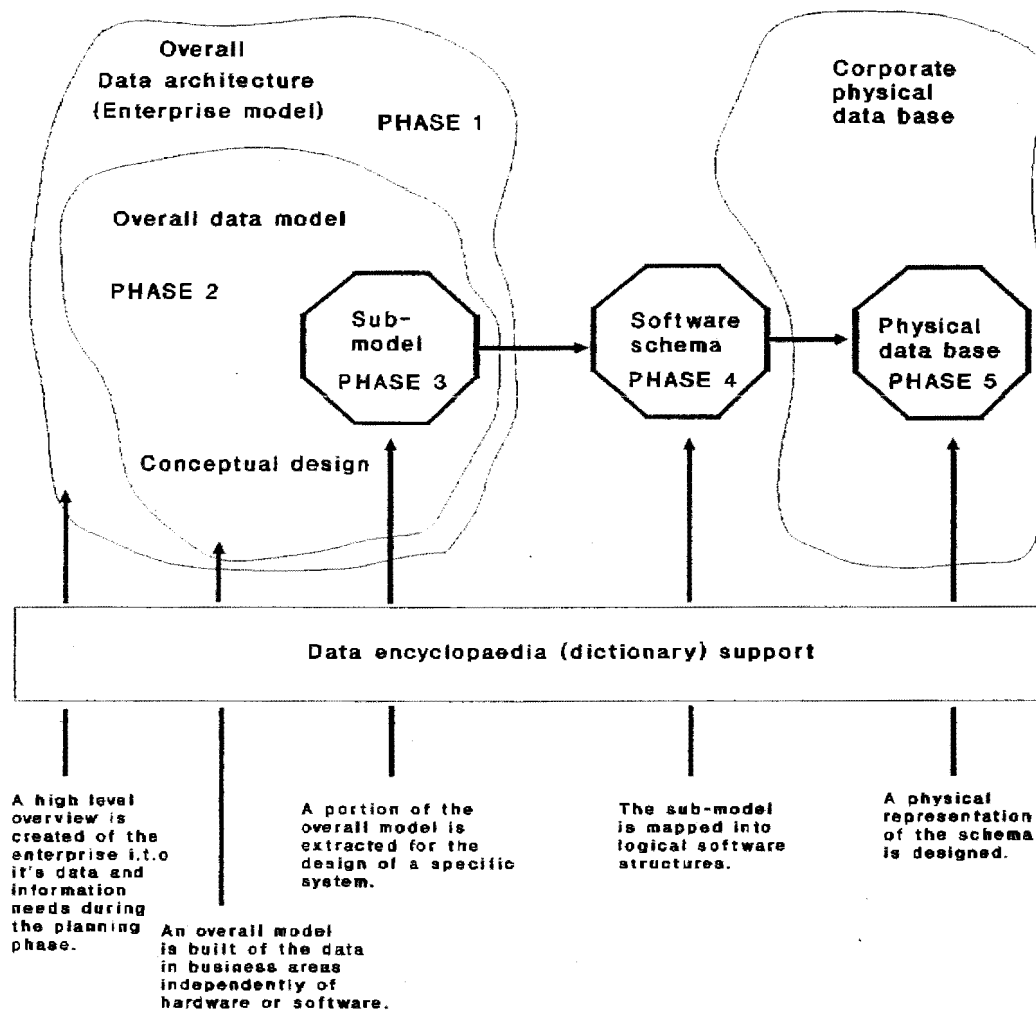 Overall
Data architecture
(Enterprise model)
PHASE 1
Corporate
physical
data base
Overall data model
PHASE 2
Sub-
model
PHASE 3
Software
schema
PHASE 4
Physical
data base
PHASE 5
Conceptual design
Data encyclopaedia (dictionary) support
A high level
overview is
created of the
enterprise i.t.o
it's data and
information
needs during
the planning
phase.
An overall model
is built of the data
in business areas
independently of
hardware or software.
A portion of the
overall model is
extracted for the
design of a specific
system.
The sub-model
is mapped into
logical software
structures.
A physical
representation
of the schema
is designed.